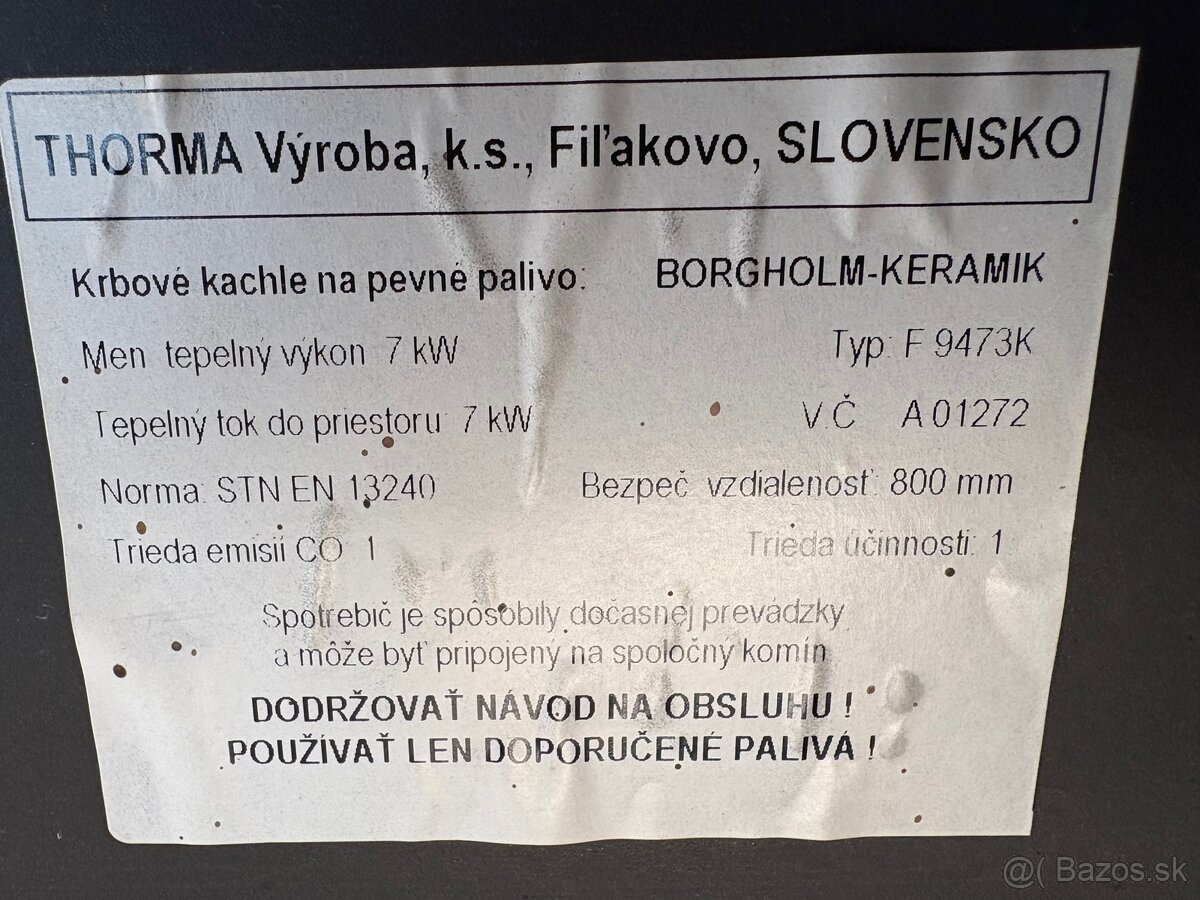 THORMA Výroba, k.s., Fiľakovo, SLOVENSKO
Krbové kachle na pevné palivo: BORGHOLM-KERAMIK
Men tepelný výkon 7 kW Typ: F 9473K
Tepelný tok do priestoru 7 kW V.Č A 01272
Norma: STN EN 13240 Bezpeč vzdialenosť: 800 mm
Trieda emisií CO 1 Trieda účinnosti: 1
Spotrebič je spôsobilý dočasnej prevádzky
a môže byť pripojený na spoločný komín
DODRŽOVAŤ NÁVOD NA OBSLUHU !
POUŽÍVAŤ LEN DOPORUČENÉ PALIVÁ !
@( Bazos.sk